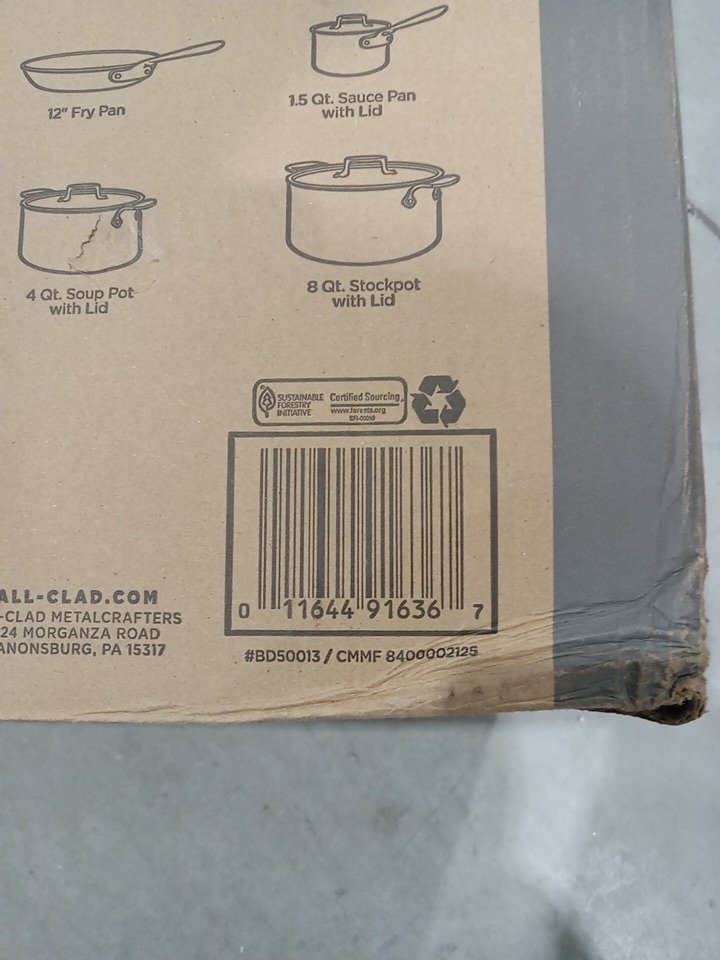 12" Fry Pan
1.5 Qt. Sauce Pan
with Lid
4 Qt. Soup Pot
with Lid
8 Qt. Stockpot
with Lid
SUSTAINABLE
FORESTRY
INITIATIVE
Certified Sourcing
www.forests.org
ALL-CLAD.COM
-CLAD METALCRAFTERS
24 MORGANZA ROAD
ANONSBURG, PA 15317
0 11644 91636 7
#BD50013 / CMMF 8400002125